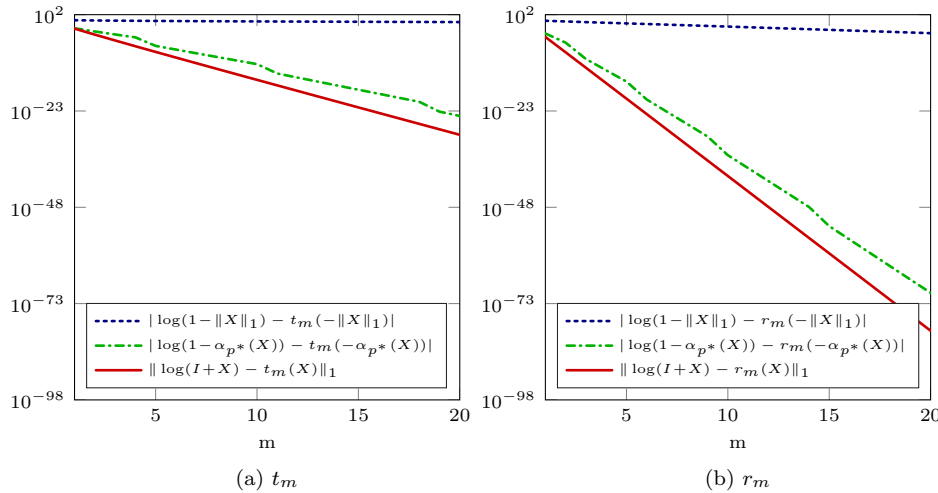 10^2
10^−23
10^−48
10^−73
10^−98
| log(1−‖X‖_1) − t_m(−‖X‖_1)|
| log(1−α_{p*}(X)) − t_m(−α_{p*}(X))|
‖ log(I+X) − t_m(X)‖_1
5 10 15 20
m
(a) t_m
10^2
10^−23
10^−48
10^−73
10^−98
| log(1−‖X‖_1) − r_m(−‖X‖_1)|
| log(1−α_{p*}(X)) − r_m(−α_{p*}(X))|
‖ log(I+X) − r_m(X)‖_1
5 10 15 20
m
(b) r_m